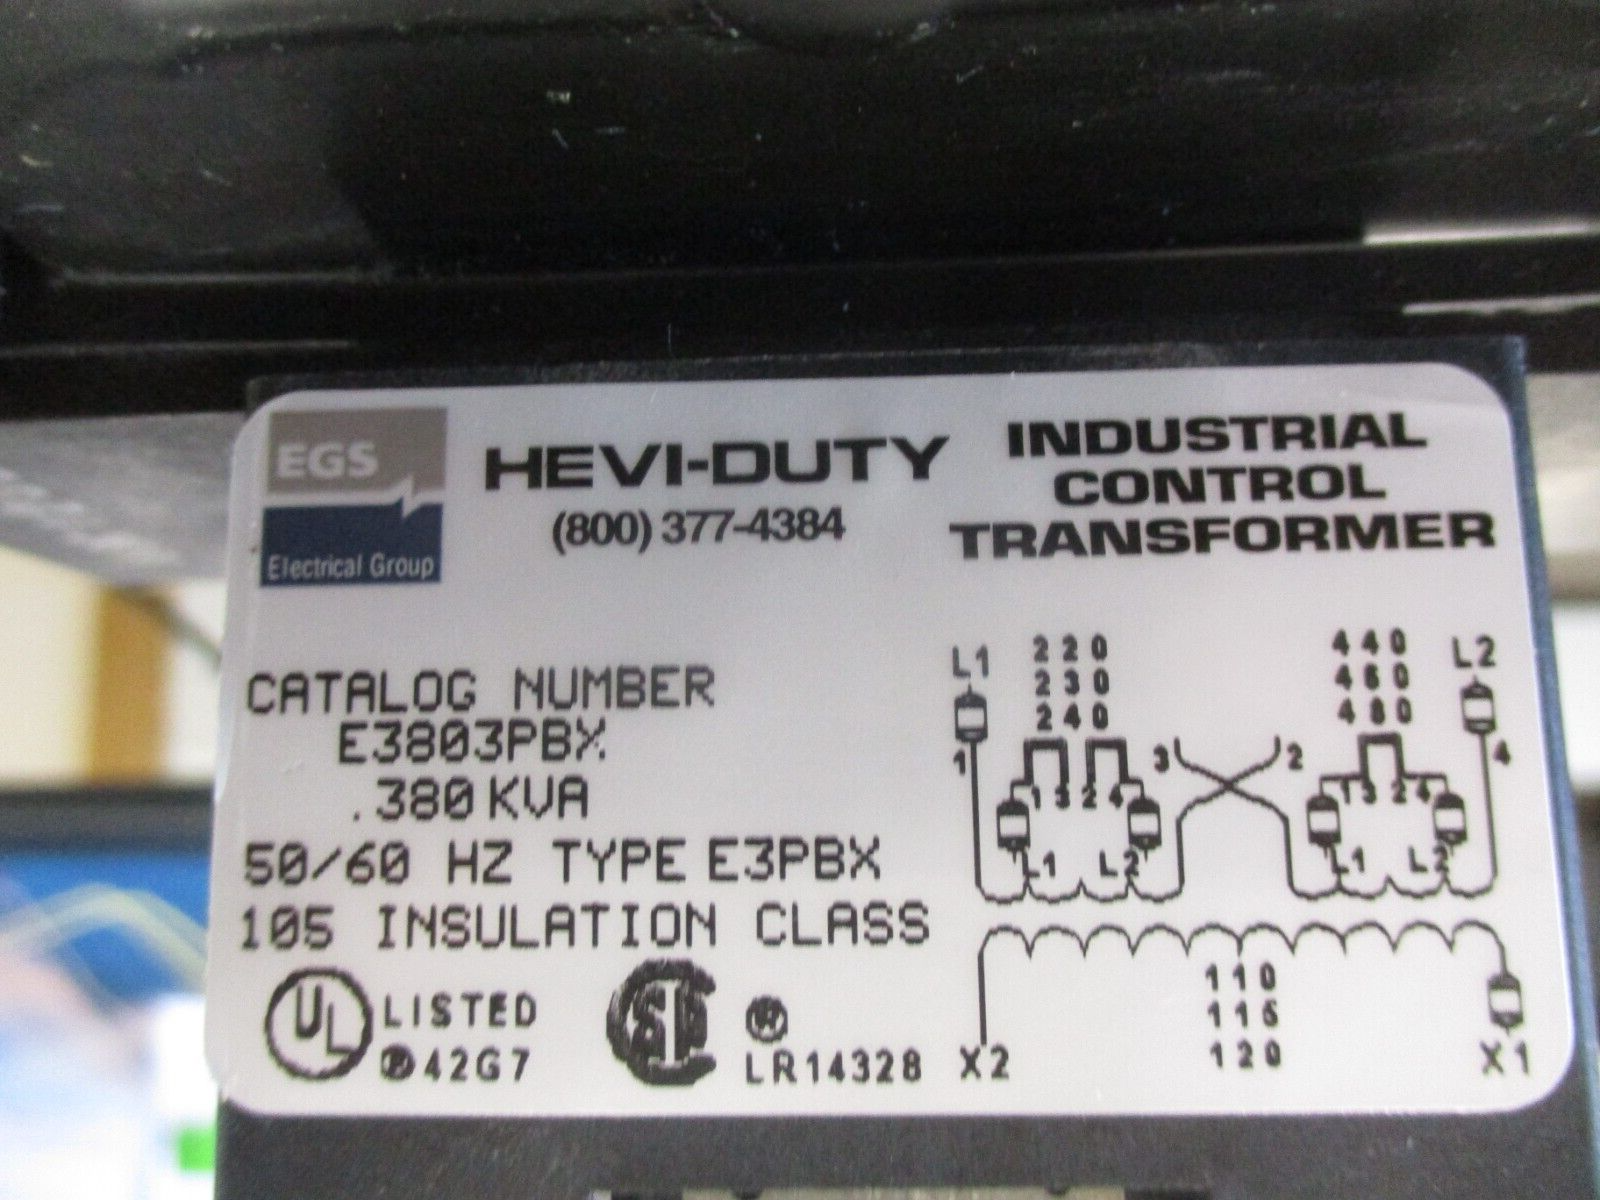 EGS
Electrical Group
HEVI-DUTY
(800) 377-4384
INDUSTRIAL
CONTROL
TRANSFORMER
CATALOG NUMBER
E3803PBX
.380 KVA
50/60 HZ TYPE E3PBX
105 INSULATION CLASS
UL LISTED
42G7
LR14328
L1
220
230
240
440
460
480
L2
1
3
2
4
1 3 2 4
1 3 2 4
L1 L2
L1 L2
110
115
120
X2
X1